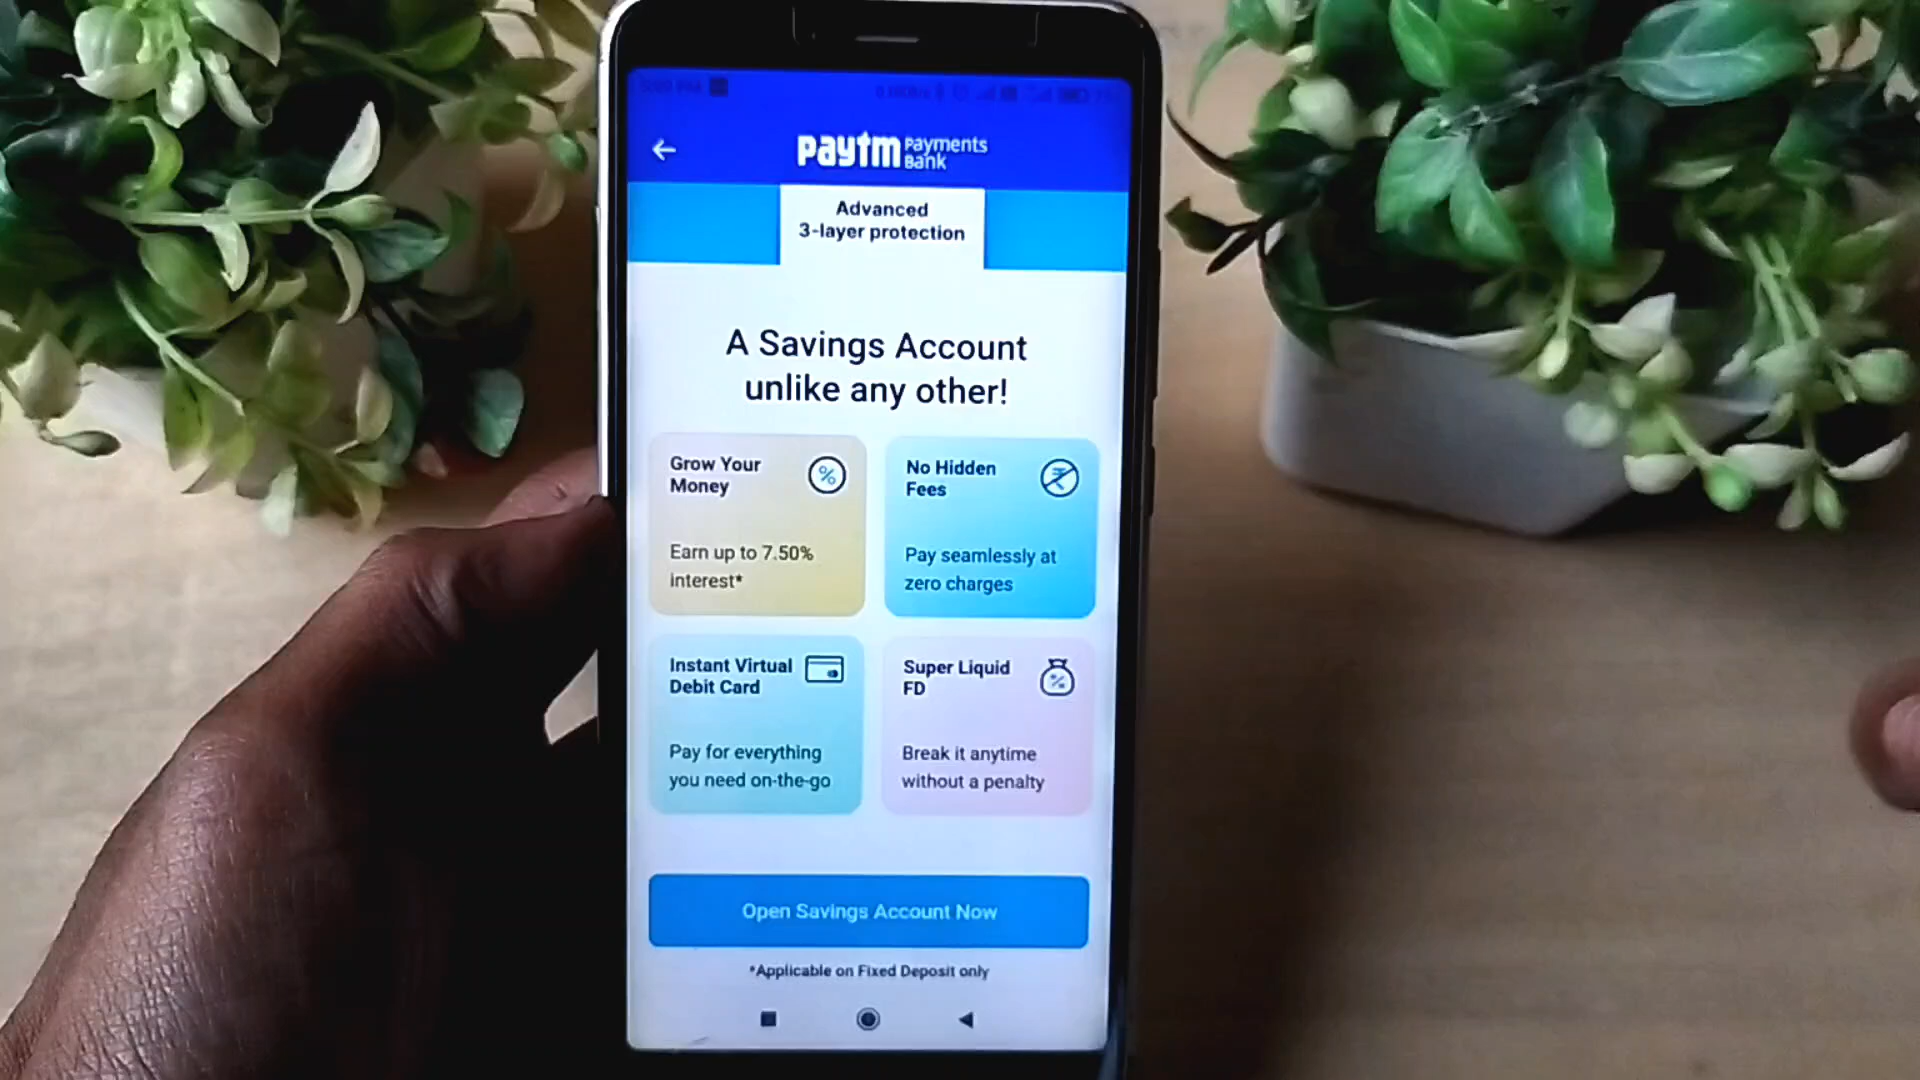 paytm Payments Bank
Advanced
3-layer protection
A Savings Account
unlike any other!
Grow Your
Money
Earn up to 7.50%
interest*
No Hidden
Fees
Pay seamlessly at
zero charges
Instant Virtual
Debit Card
Pay for everything
you need on-the-go
Super Liquid
FD
Break it anytime
without a penalty
Open Savings Account Now
*Applicable on Fixed Deposit only